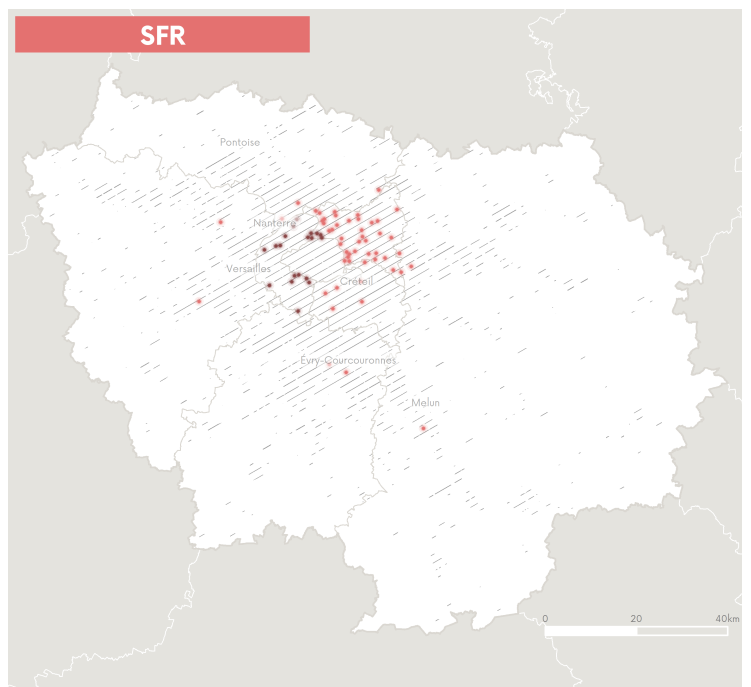 SFR
Pontoise
Nanterre
Versailles
Créteil
Évry-Courcouronnes
Melun
0 20 40km